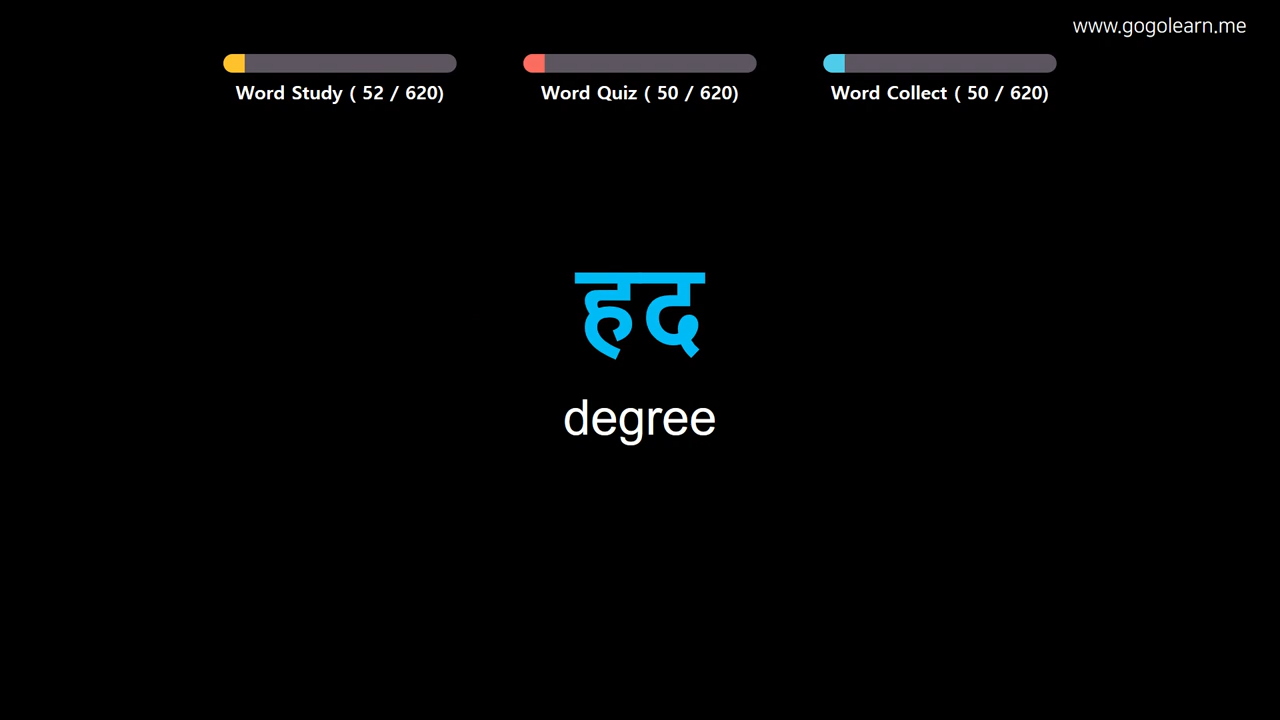 www.gogolearn.me
Word Study ( 52 / 620)
Word Quiz ( 50 / 620)
Word Collect ( 50 / 620)
हद
degree